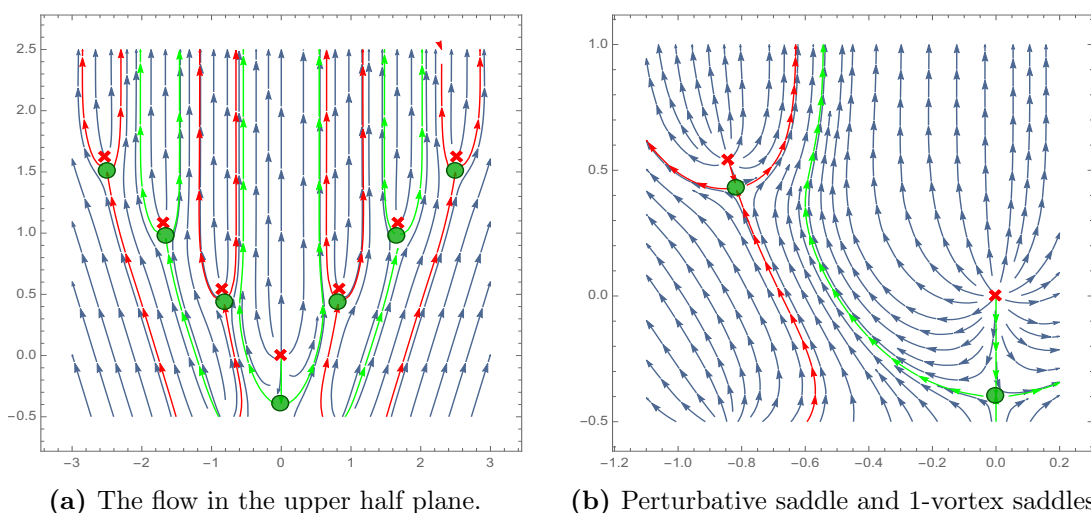 2.5
2.0
1.5
1.0
0.5
0.0
−0.5
−3 −2 −1 0 1 2 3
(a) The flow in the upper half plane.
1.0
0.5
0.0
−0.5
−1.2 −1.0 −0.8 −0.6 −0.4 −0.2 0.0 0.2
(b) Perturbative saddle and 1-vortex saddles